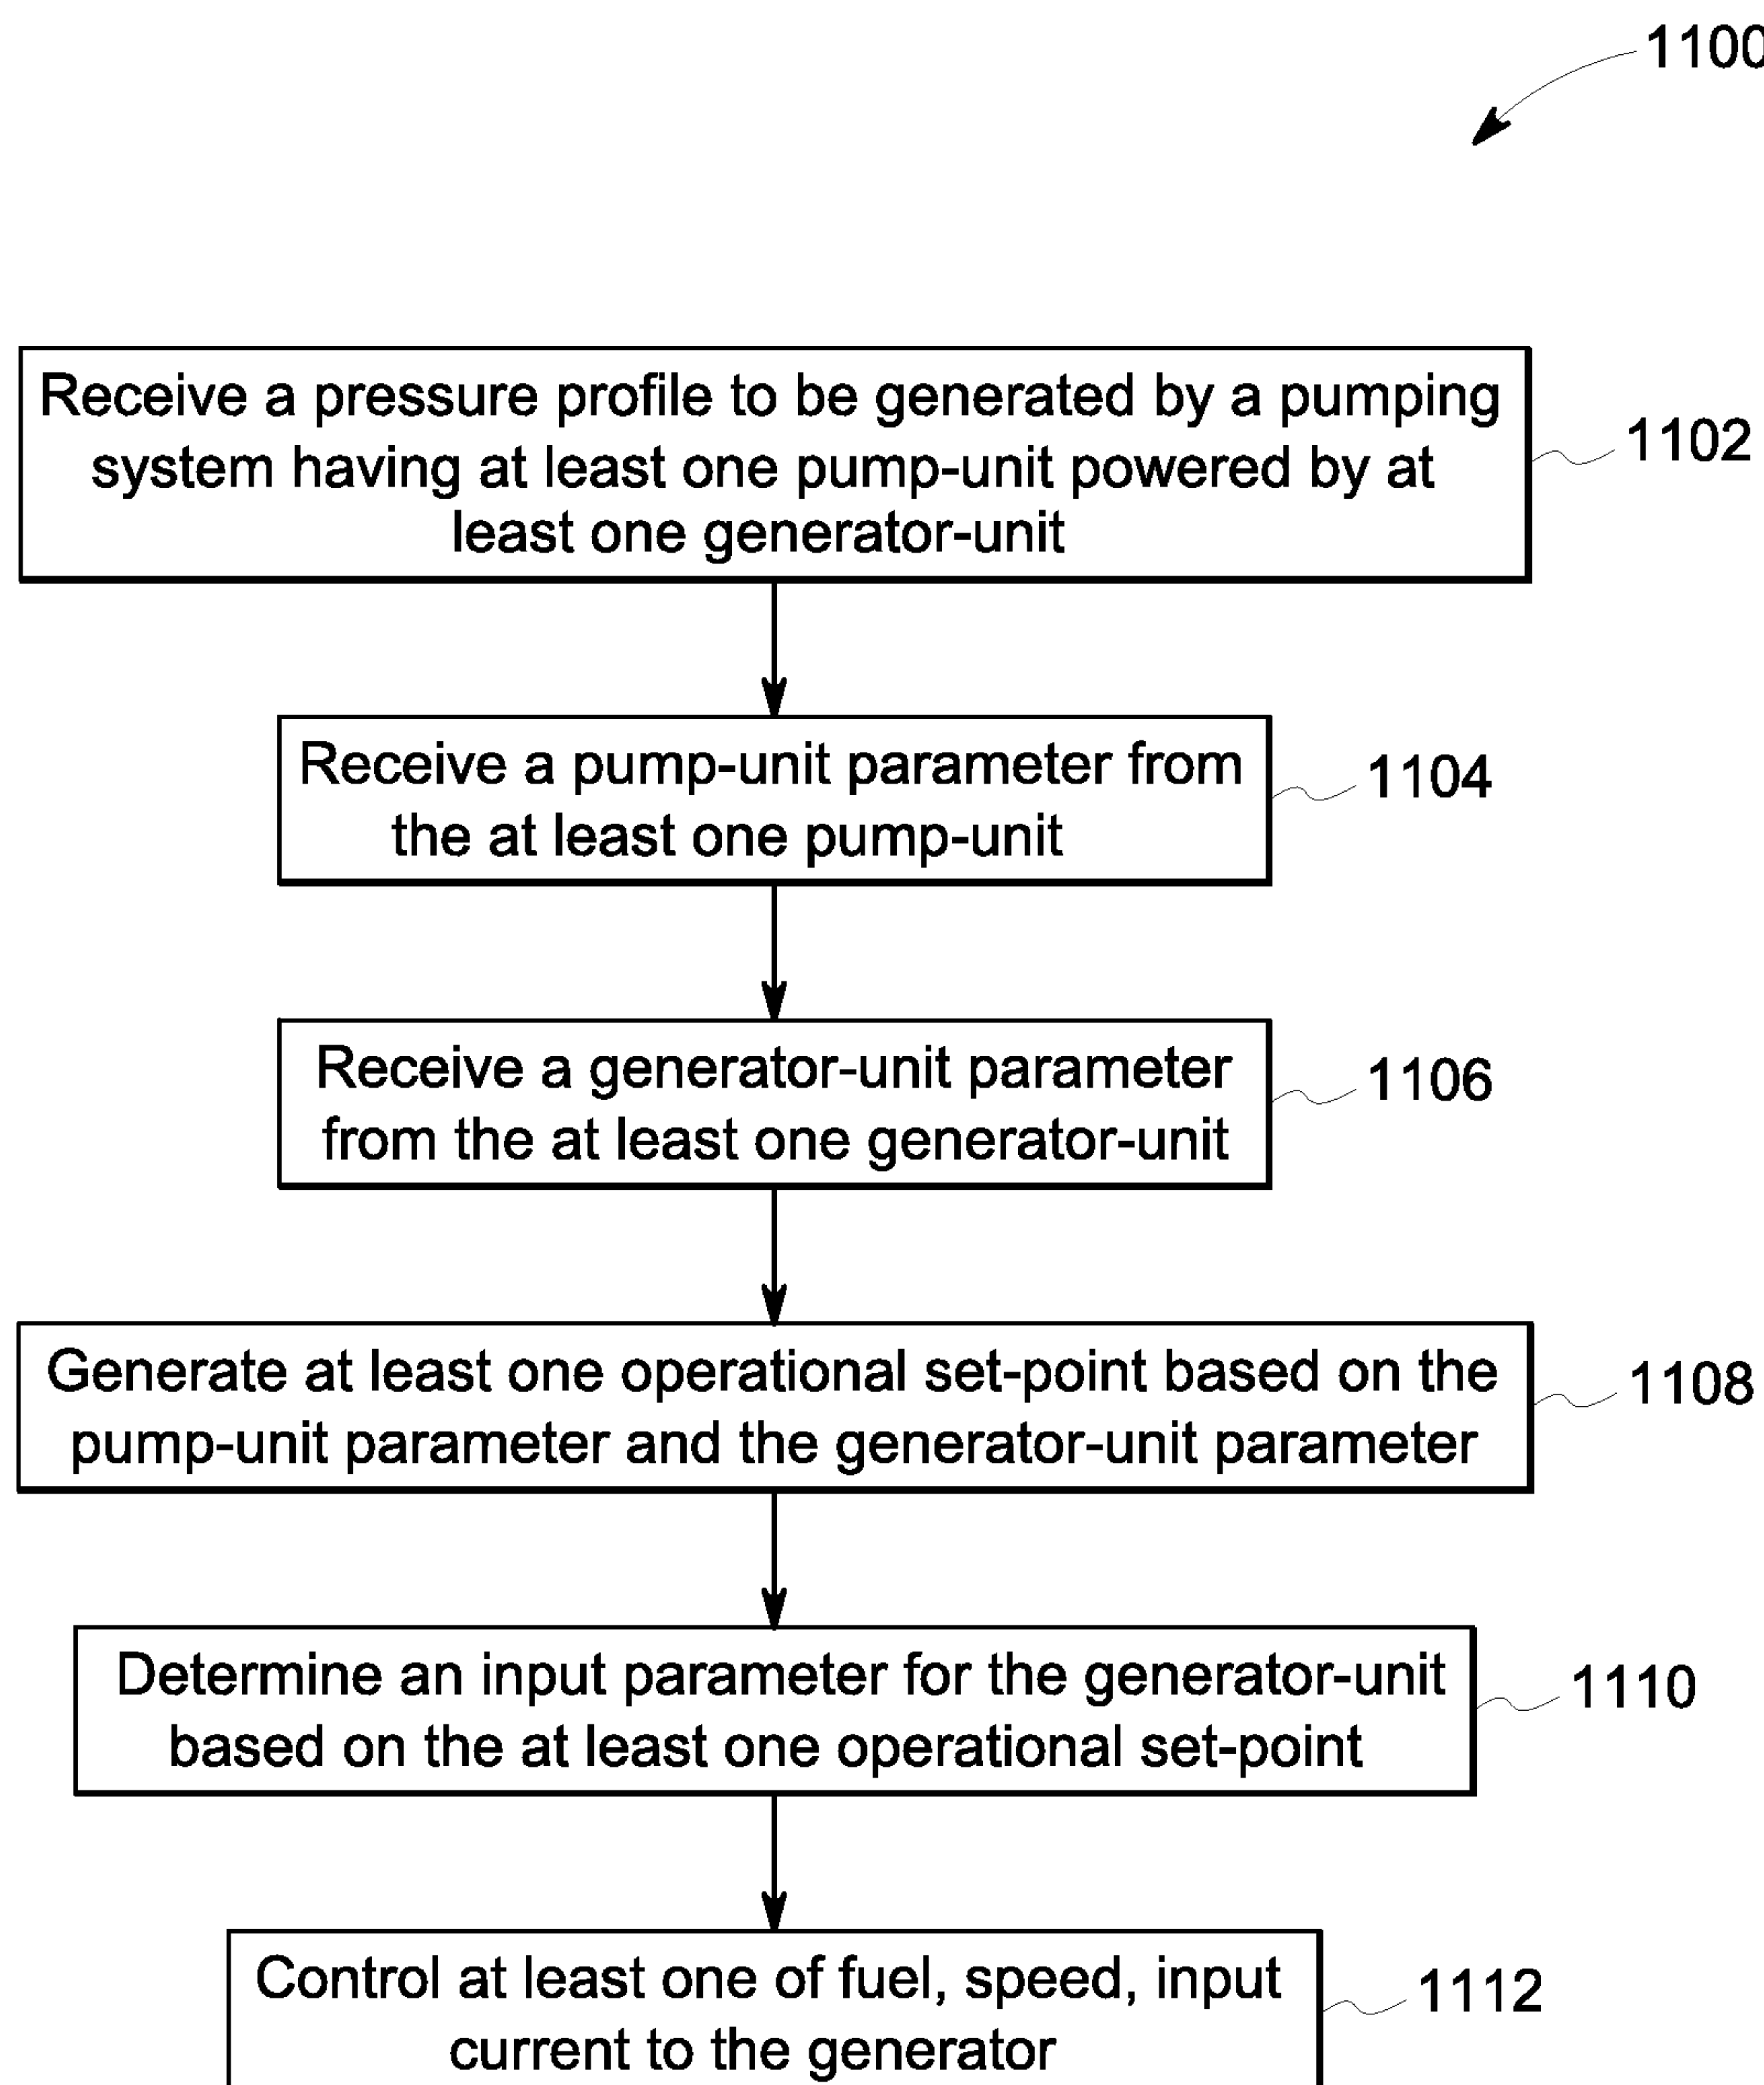 1100
Receive a pressure profile to be generated by a pumping
system having at least one pump-unit powered by at
least one generator-unit
1102
Receive a pump-unit parameter from
the at least one pump-unit
1104
Receive a generator-unit parameter
from the at least one generator-unit
1106
Generate at least one operational set-point based on the
pump-unit parameter and the generator-unit parameter
1108
Determine an input parameter for the generator-unit
based on the at least one operational set-point
1110
Control at least one of fuel, speed, input
current to the generator
1112